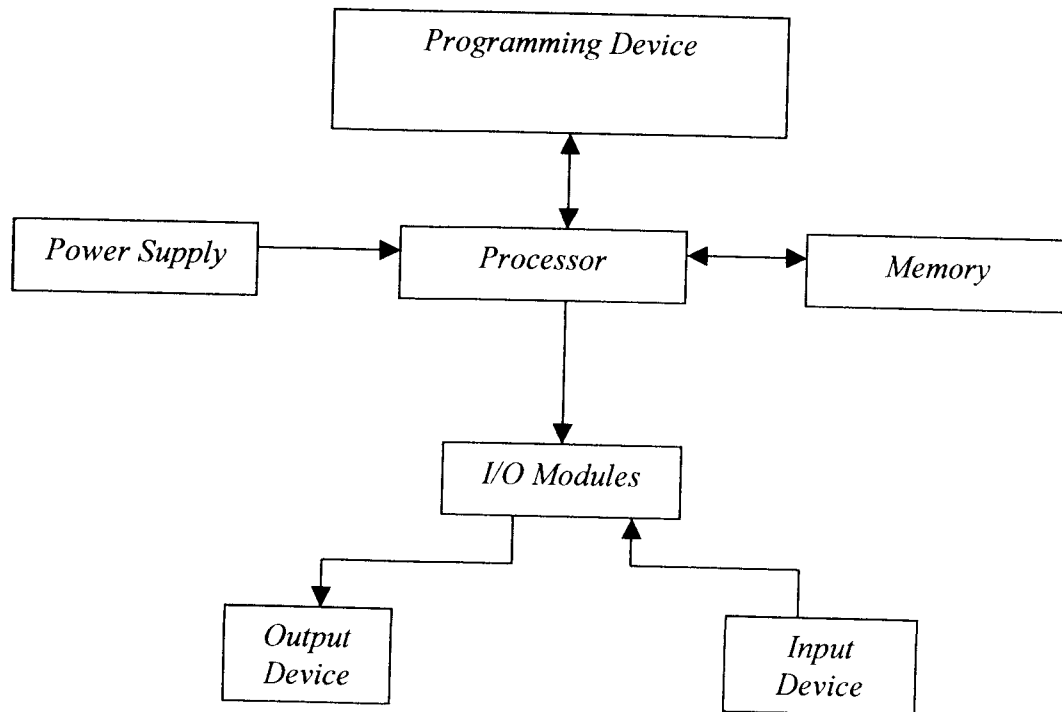 Programming Device
Power Supply
Processor
Memory
I/O Modules
Output
Device
Input
Device